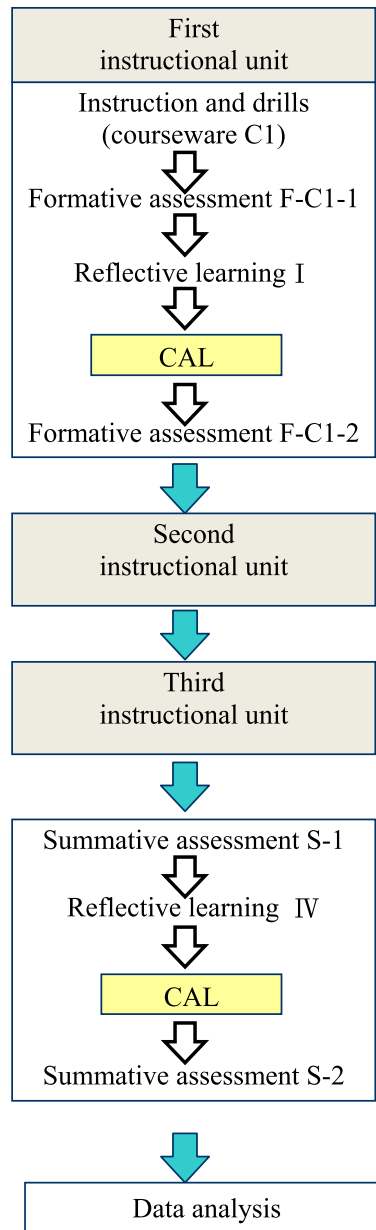 First
instructional unit
Instruction and drills
(courseware C1)
Formative assessment F-C1-1
Reflective learning Ⅰ
CAL
Formative assessment F-C1-2
Second
instructional unit
Third
instructional unit
Summative assessment S-1
Reflective learning Ⅳ
CAL
Summative assessment S-2
Data analysis